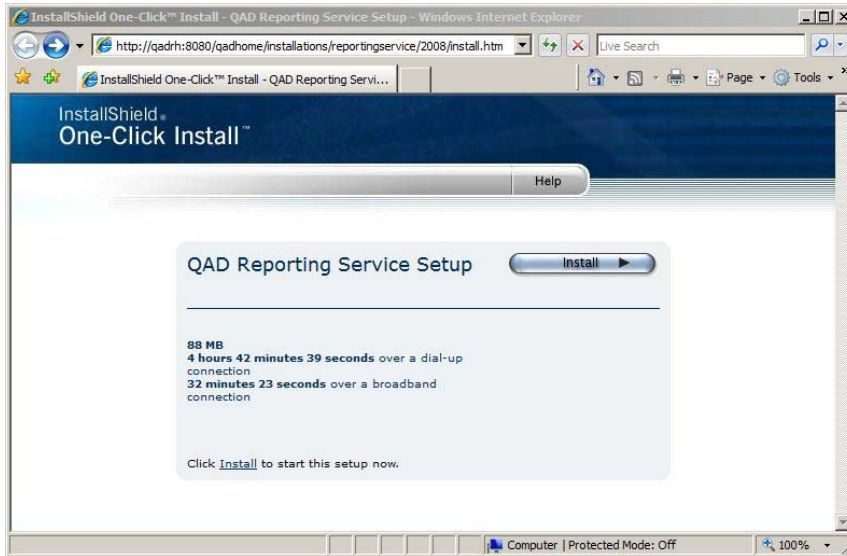 InstallShield One-Click™ Install - QAD Reporting Service Setup - Windows Internet Explorer
http://qadrh:8080/qadhome/installations/reportingservice/2008/install.htm Live Search
InstallShield One-Click™ Install - QAD Reporting Servi... Page Tools »
InstallShield®
One-Click Install™
Help
QAD Reporting Service Setup Install
88 MB
4 hours 42 minutes 39 seconds over a dial-up
connection
32 minutes 23 seconds over a broadband
connection
Click Install to start this setup now.
Computer | Protected Mode: Off 100%